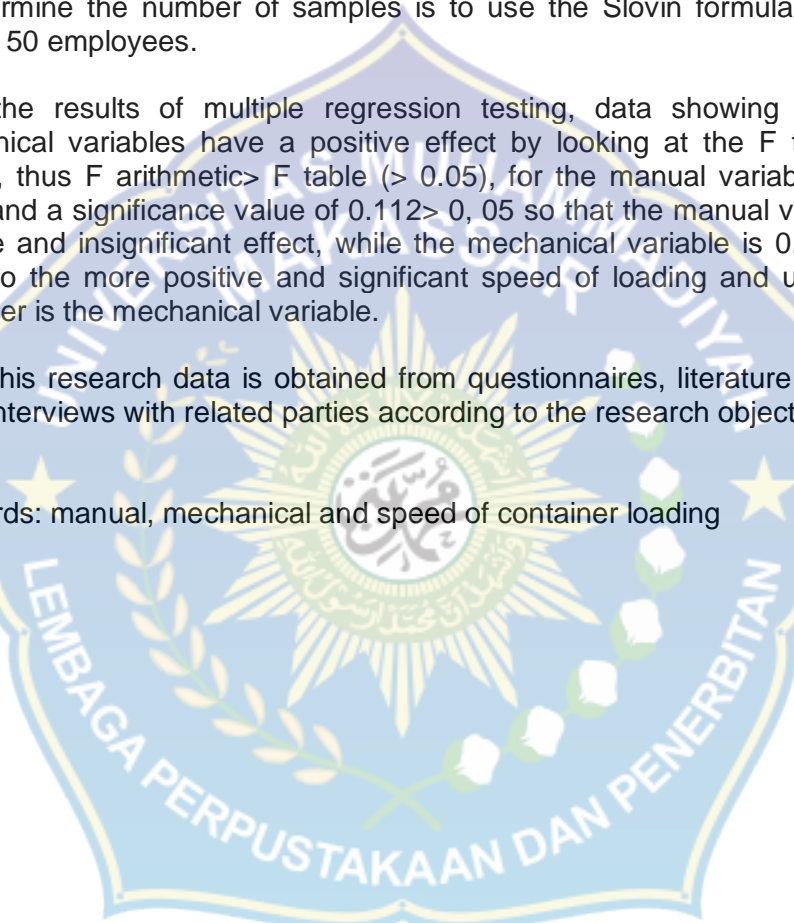 rmine the number of samples is to use the Slovin formula
50 employees.
the results of multiple regression testing, data showing
nical variables have a positive effect by looking at the F t
, thus F arithmetic> F table (> 0.05), for the manual variab
and a significance value of 0.112> 0, 05 so that the manual v
e and insignificant effect, while the mechanical variable is 0.
o the more positive and significant speed of loading and u
er is the mechanical variable.
his research data is obtained from questionnaires, literature
nterviews with related parties according to the research object
rds: manual, mechanical and speed of container loading
UNIVERSITAS MUHAMMADIYAH
MAKASSAR
LEMBAGA PERPUSTAKAAN DAN PENERBITAN